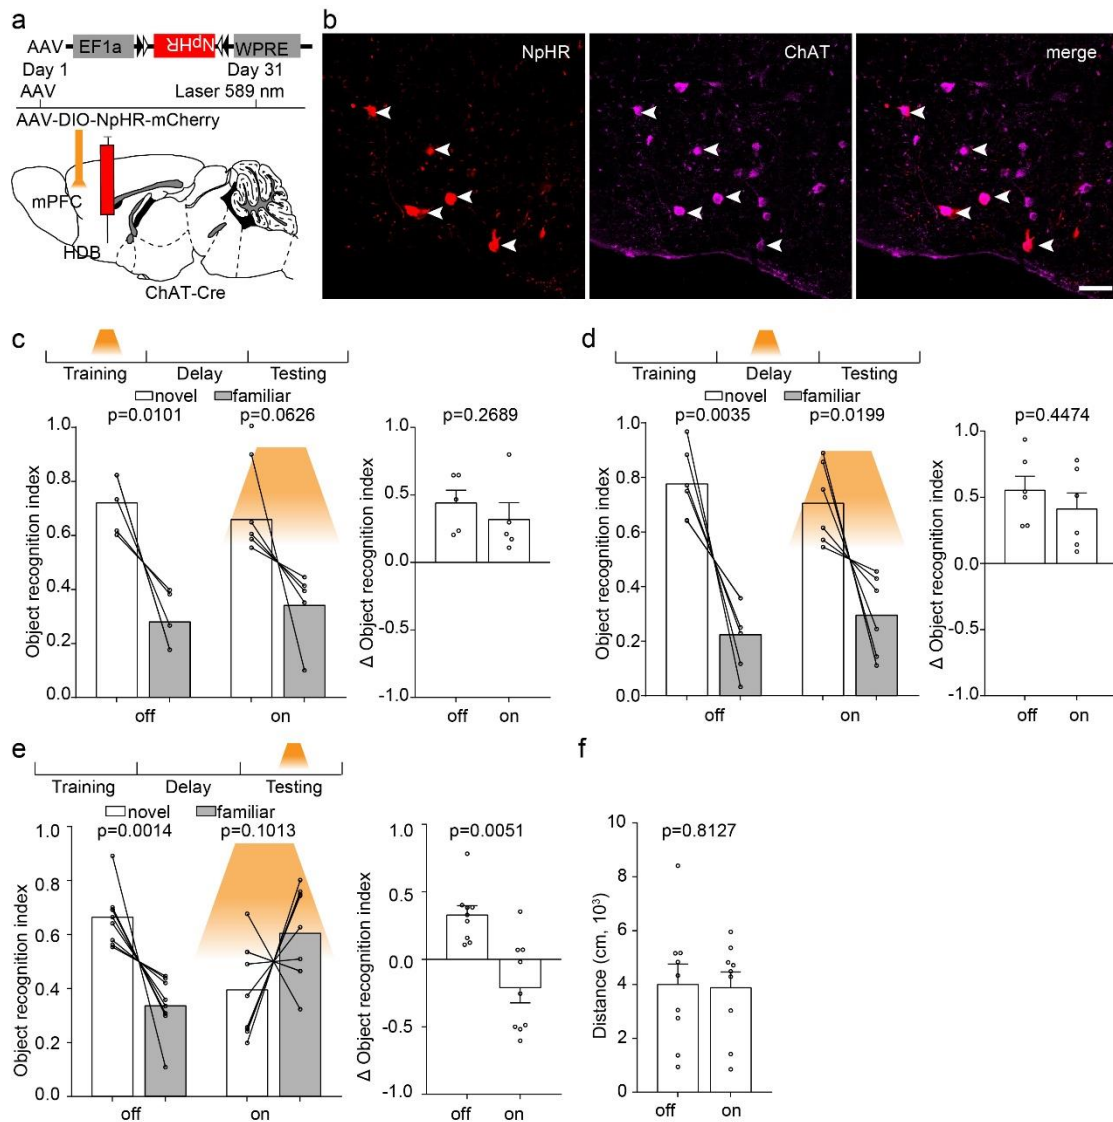 a
AAV EF1a NpHR WPRE
Day 1 Day 31
AAV Laser 589 nm
AAV-DIO-NpHR-mCherry
mPFC
HDB
ChAT-Cre
b
NpHR ChAT merge
c
Training Delay Testing
novel familiar
p=0.0101 p=0.0626 p=0.2689
Object recognition index
1.0
0.8
0.6
0.4
0.2
0.0
off on
Δ Object recognition index
1.0
0.5
0.0
-0.5
-1.0
off on
d
Training Delay Testing
novel familiar
p=0.0035 p=0.0199 p=0.4474
Object recognition index
1.0
0.8
0.6
0.4
0.2
0.0
off on
Δ Object recognition index
1.0
0.5
0.0
-0.5
-1.0
off on
e
Training Delay Testing
novel familiar
p=0.0014 p=0.1013 p=0.0051
Object recognition index
1.0
0.8
0.6
0.4
0.2
0.0
off on
Δ Object recognition index
1.0
0.5
0.0
-0.5
-1.0
off on
f
p=0.8127
Distance (cm, 10³)
10
8
6
4
2
0
off on